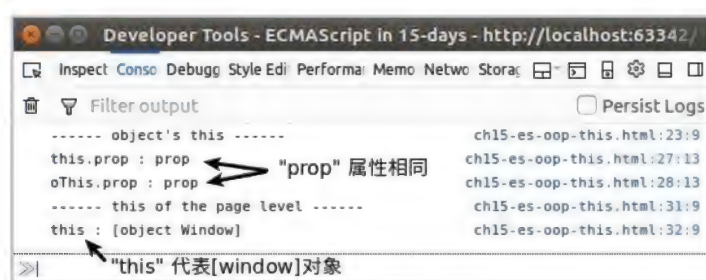 Developer Tools - ECMAScript in 15-days - http://localhost:63342/
Inspect Conso Debugg Style Edi Performa Memo Netwo Storag
Filter output Persist Logs
------ object's this ------ ch15-es-oop-this.html:23:9
this.prop : prop ch15-es-oop-this.html:27:13
"prop" 属性相同
oThis.prop : prop ch15-es-oop-this.html:28:13
------ this of the page level ------ ch15-es-oop-this.html:31:9
this : [object Window] ch15-es-oop-this.html:32:9
"this" 代表[window]对象